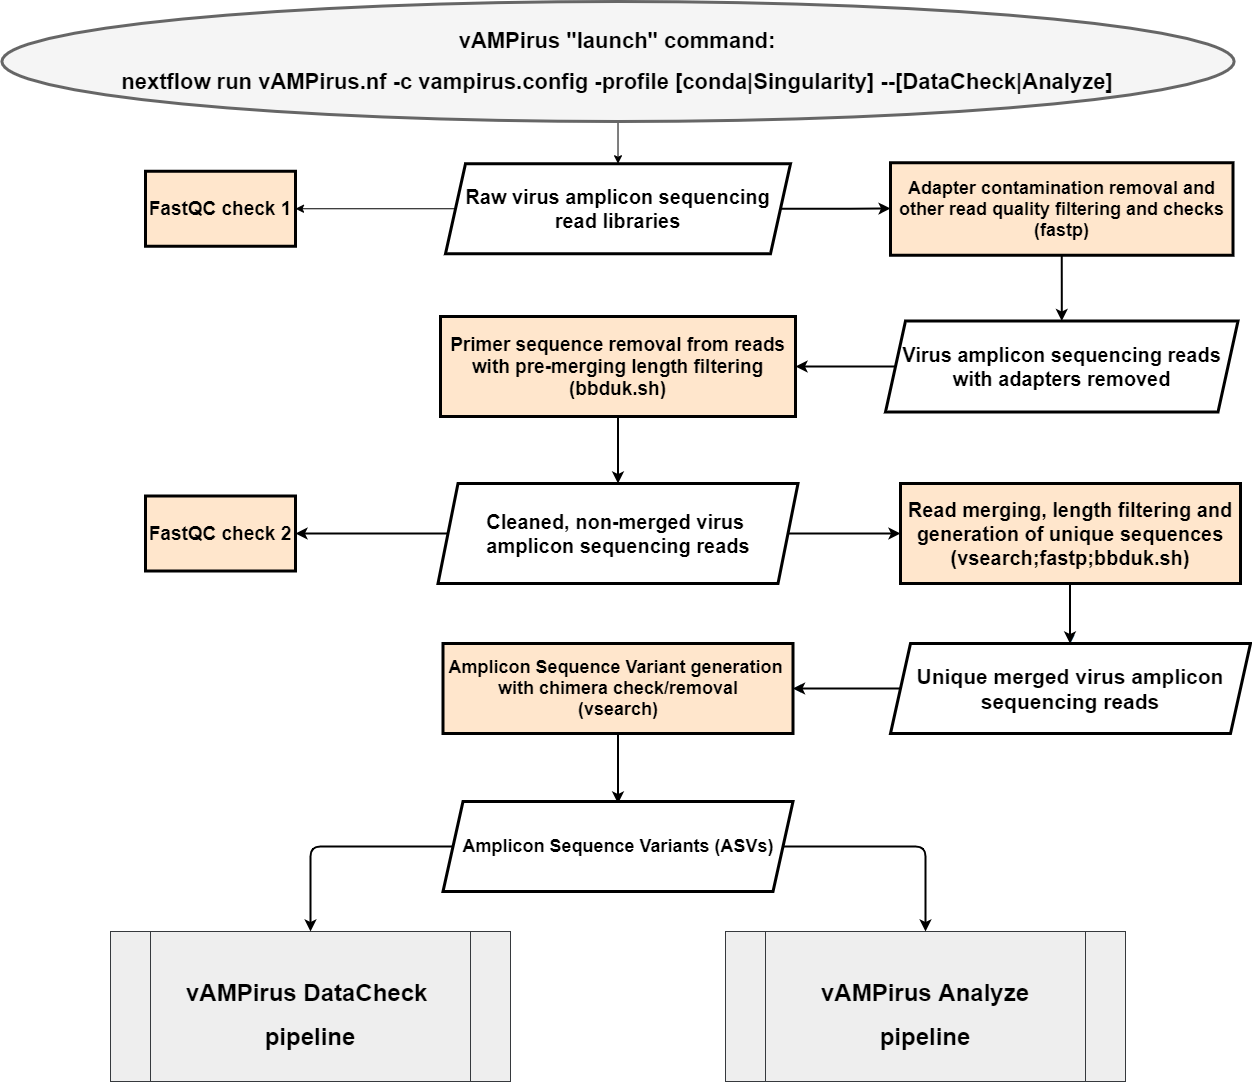 vAMPirus "launch" command:
nextflow run vAMPirus.nf -c vampirus.config -profile [conda|Singularity] --[DataCheck|Analyze]
FastQC check 1
Raw virus amplicon sequencing
read libraries
Adapter contamination removal and
other read quality filtering and checks
(fastp)
Primer sequence removal from reads
with pre-merging length filtering
(bbduk.sh)
Virus amplicon sequencing reads
with adapters removed
FastQC check 2
Cleaned, non-merged virus
amplicon sequencing reads
Read merging, length filtering and
generation of unique sequences
(vsearch;fastp;bbduk.sh)
Amplicon Sequence Variant generation
with chimera check/removal
(vsearch)
Unique merged virus amplicon
sequencing reads
Amplicon Sequence Variants (ASVs)
vAMPirus DataCheck
pipeline
vAMPirus Analyze
pipeline